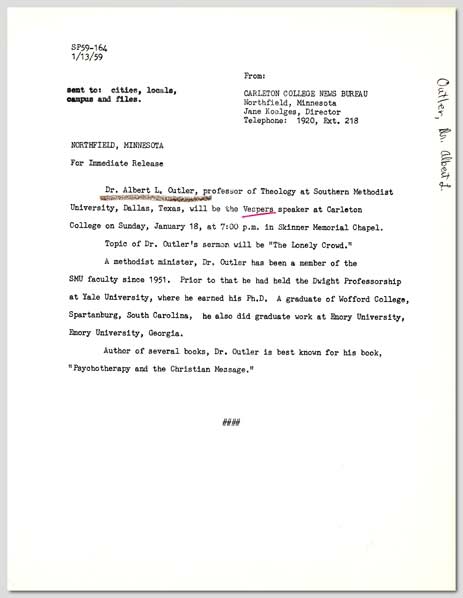 SP59-164
1/13/59
From:
sent to: cities, locals,
campus and files.
CARLETON COLLEGE NEWS BUREAU
Northfield, Minnesota
Jane Koelges, Director
Telephone: 1920, Ext. 218
Outler, Dr. Albert L.
NORTHFIELD, MINNESOTA
For Immediate Release
Dr. Albert L. Outler, professor of Theology at Southern Methodist
University, Dallas, Texas, will be the Vespers speaker at Carleton
College on Sunday, January 18, at 7:00 p.m. in Skinner Memorial Chapel.
Topic of Dr. Outler's sermon will be "The Lonely Crowd."
A methodist minister, Dr. Outler has been a member of the
SMU faculty since 1951. Prior to that he had held the Dwight Professorship
at Yale University, where he earned his Ph.D. A graduate of Wofford College,
Spartanburg, South Carolina, he also did graduate work at Emory University,
Emory University, Georgia.
Author of several books, Dr. Outler is best known for his book,
"Psychotherapy and the Christian Message."
####